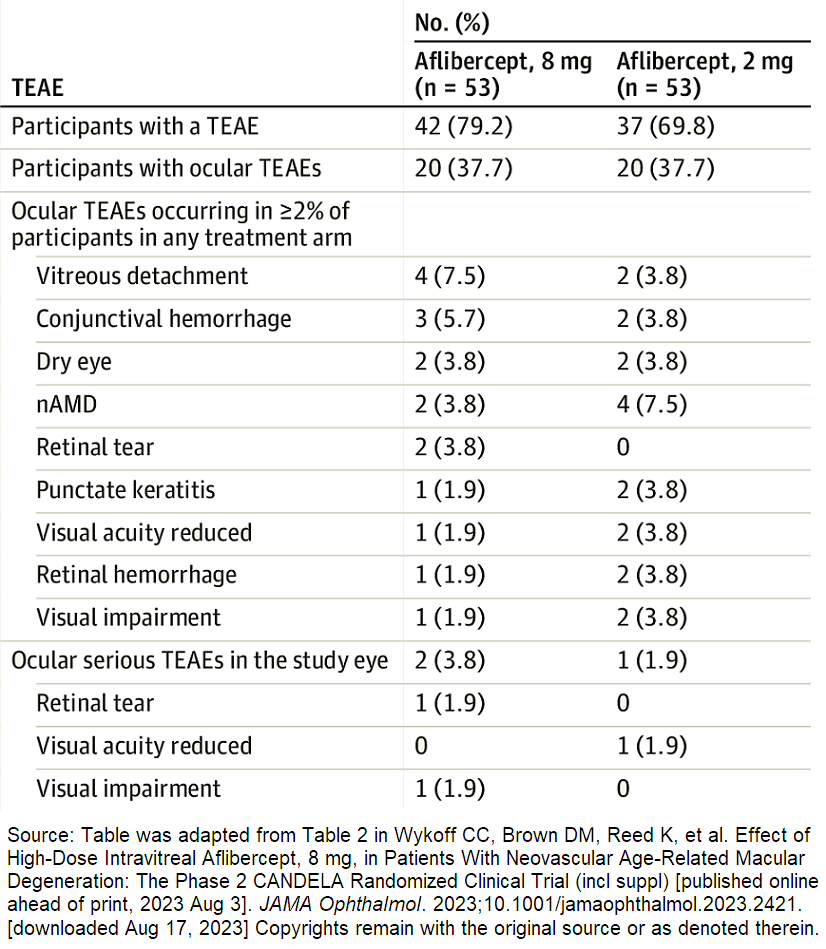 No. (%)
TEAE Aflibercept, 8 mg (n = 53) Aflibercept, 2 mg (n = 53)
Participants with a TEAE 42 (79.2) 37 (69.8)
Participants with ocular TEAEs 20 (37.7) 20 (37.7)
Ocular TEAEs occurring in ≥2% of
participants in any treatment arm
Vitreous detachment 4 (7.5) 2 (3.8)
Conjunctival hemorrhage 3 (5.7) 2 (3.8)
Dry eye 2 (3.8) 2 (3.8)
nAMD 2 (3.8) 4 (7.5)
Retinal tear 2 (3.8) 0
Punctate keratitis 1 (1.9) 2 (3.8)
Visual acuity reduced 1 (1.9) 2 (3.8)
Retinal hemorrhage 1 (1.9) 2 (3.8)
Visual impairment 1 (1.9) 2 (3.8)
Ocular serious TEAEs in the study eye 2 (3.8) 1 (1.9)
Retinal tear 1 (1.9) 0
Visual acuity reduced 0 1 (1.9)
Visual impairment 1 (1.9) 0
Source: Table was adapted from Table 2 in Wykoff CC, Brown DM, Reed K, et al. Effect of
High-Dose Intravitreal Aflibercept, 8 mg, in Patients With Neovascular Age-Related Macular
Degeneration: The Phase 2 CANDELA Randomized Clinical Trial (incl suppl) [published online
ahead of print, 2023 Aug 3]. JAMA Ophthalmol. 2023;10.1001/jamaophthalmol.2023.2421.
[downloaded Aug 17, 2023] Copyrights remain with the original source or as denoted therein.